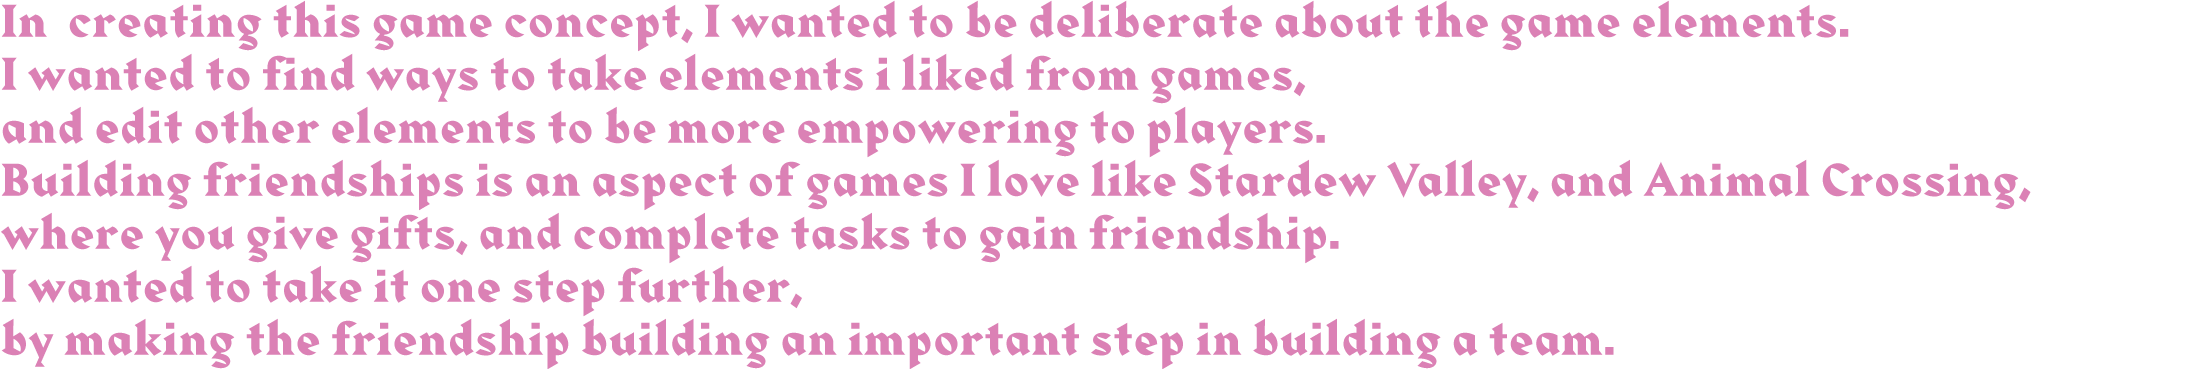 In  creating this game concept, I wanted to be deliberate about the game elements.
I wanted to find ways to take elements i liked from games,
and edit other elements to be more empowering to players.
Building friendships is an aspect of games I love like Stardew Valley, and Animal Crossing,
where you give gifts, and complete tasks to gain friendship.
I wanted to take it one step further,
by making the friendship building an important step in building a team.